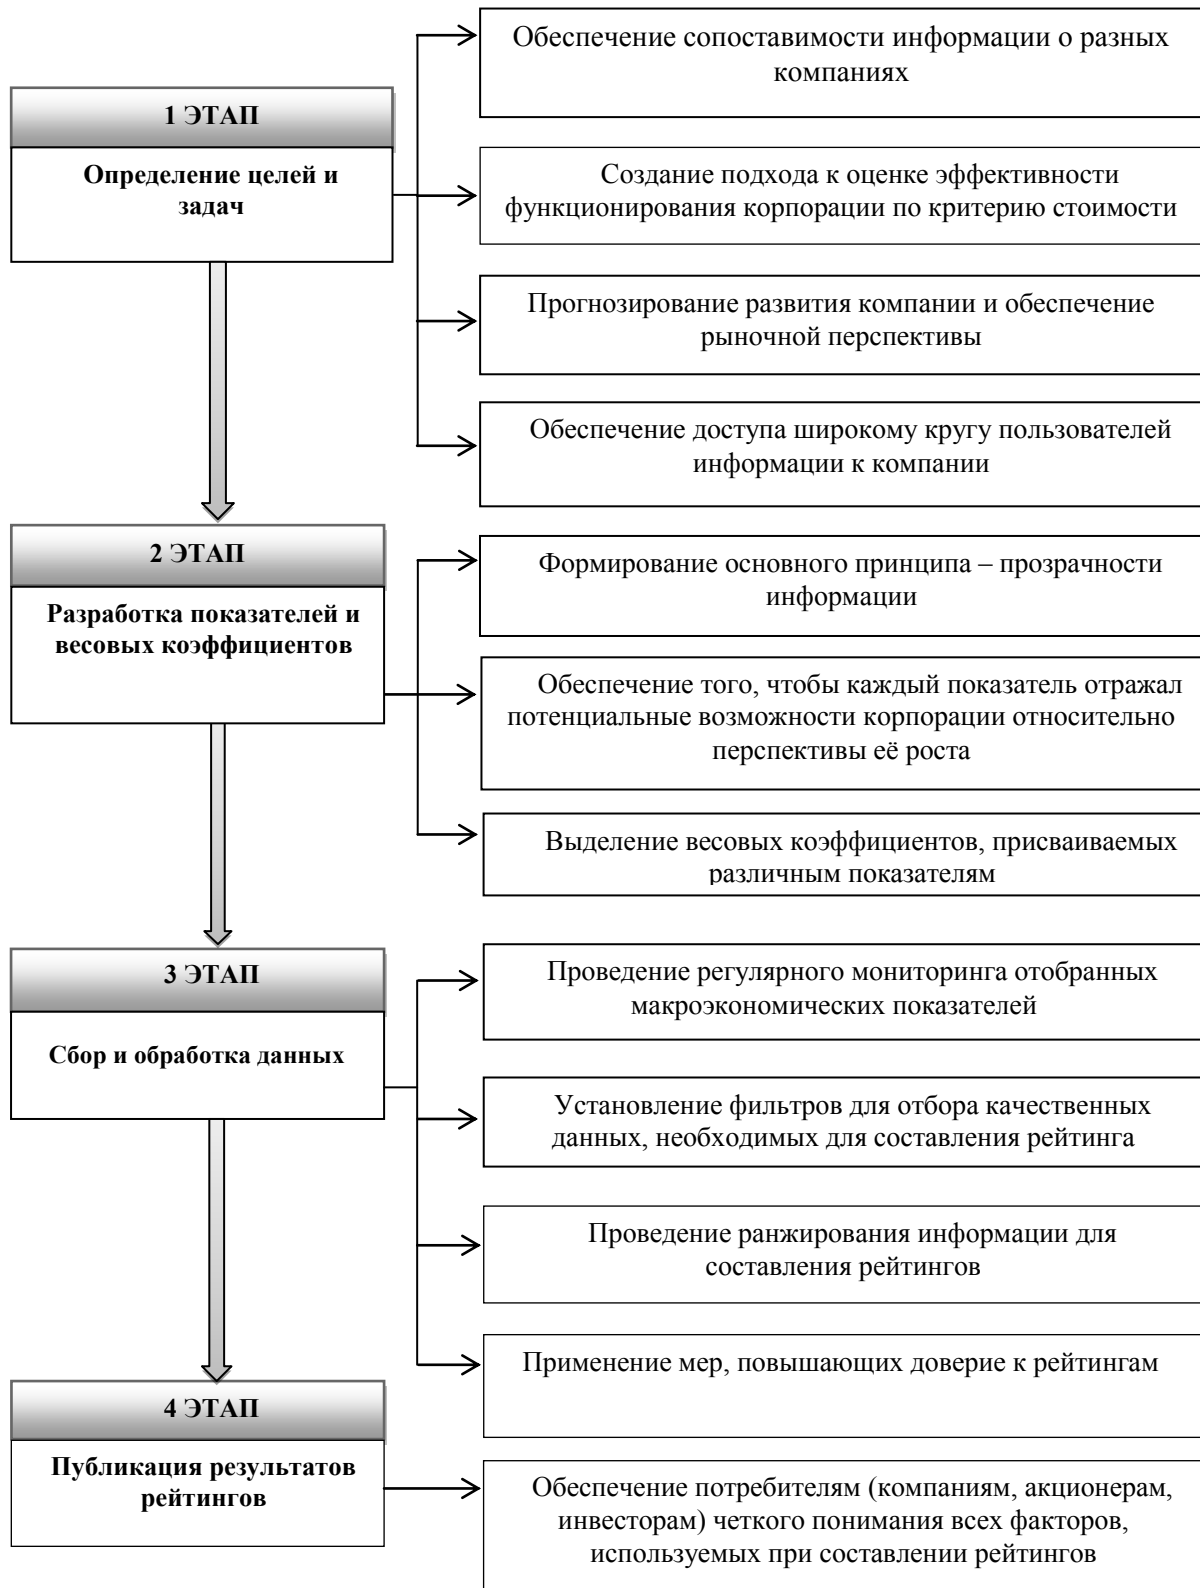 Обеспечение сопоставимости информации о разных
компаниях
1 ЭТАП
Определение целей и
задач
Создание подхода к оценке эффективности
функционирования корпорации по критерию стоимости
Прогнозирование развития компании и обеспечение
рыночной перспективы
Обеспечение доступа широкому кругу пользователей
информации к компании
2 ЭТАП
Разработка показателей и
весовых коэффициентов
Формирование основного принципа – прозрачности
информации
Обеспечение того, чтобы каждый показатель отражал
потенциальные возможности корпорации относительно
перспективы её роста
Выделение весовых коэффициентов, присваиваемых
различным показателям
3 ЭТАП
Сбор и обработка данных
Проведение регулярного мониторинга отобранных
макроэкономических показателей
Установление фильтров для отбора качественных
данных, необходимых для составления рейтинга
Проведение ранжирования информации для
составления рейтингов
Применение мер, повышающих доверие к рейтингам
4 ЭТАП
Публикация результатов
рейтингов
Обеспечение потребителям (компаниям, акционерам,
инвесторам) четкого понимания всех факторов,
используемых при составлении рейтингов